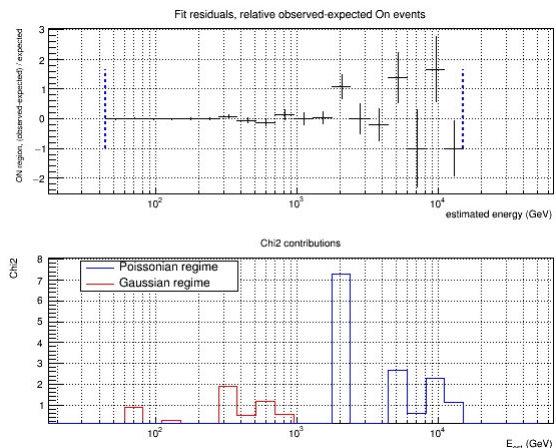 Fit residuals, relative observed-expected On events
ON region, (observed-expected) / expected
3
2
1
0
−1
−2
10²
10³
10⁴
estimated energy (GeV)
Chi2 contributions
Chi2
8
7
6
5
4
3
2
1
Poissonian regime
Gaussian regime
10²
10³
10⁴
E_est (GeV)